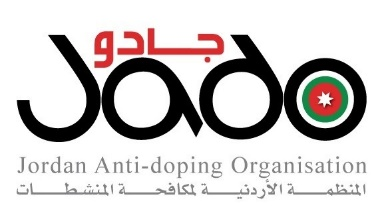 جادو
Jado
Jordan Anti-doping Organisation
المنظمة الأردنية لمكافحة المنشطات